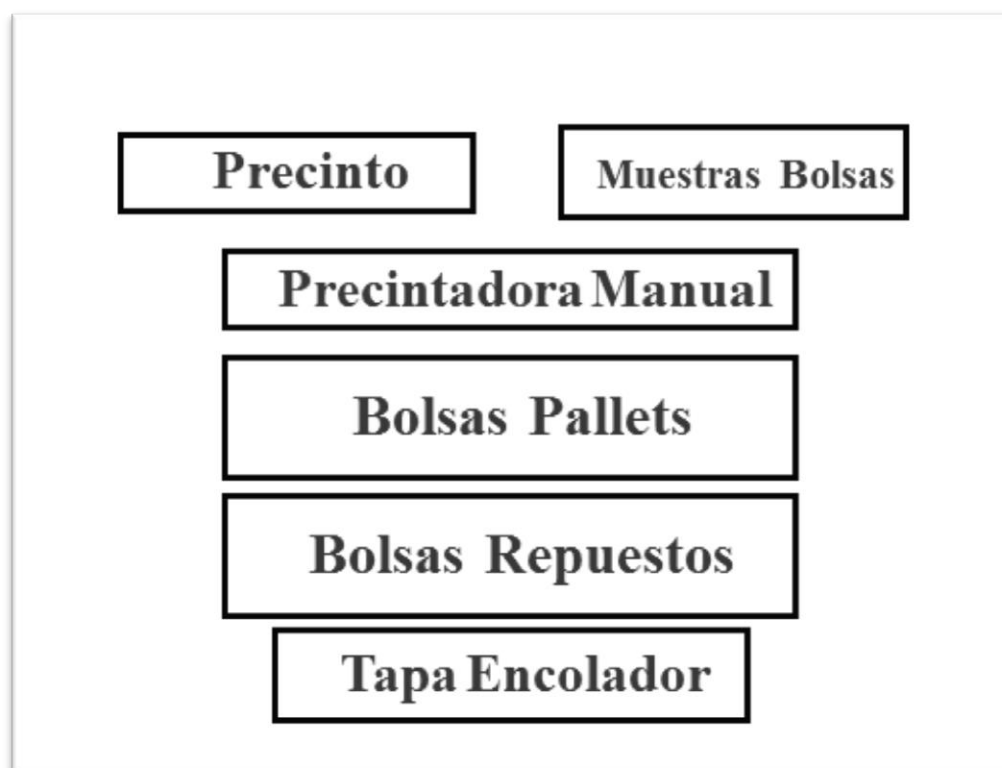 Precinto
Muestras Bolsas
Precintadora Manual
Bolsas Pallets
Bolsas Repuestos
Tapa Encolador